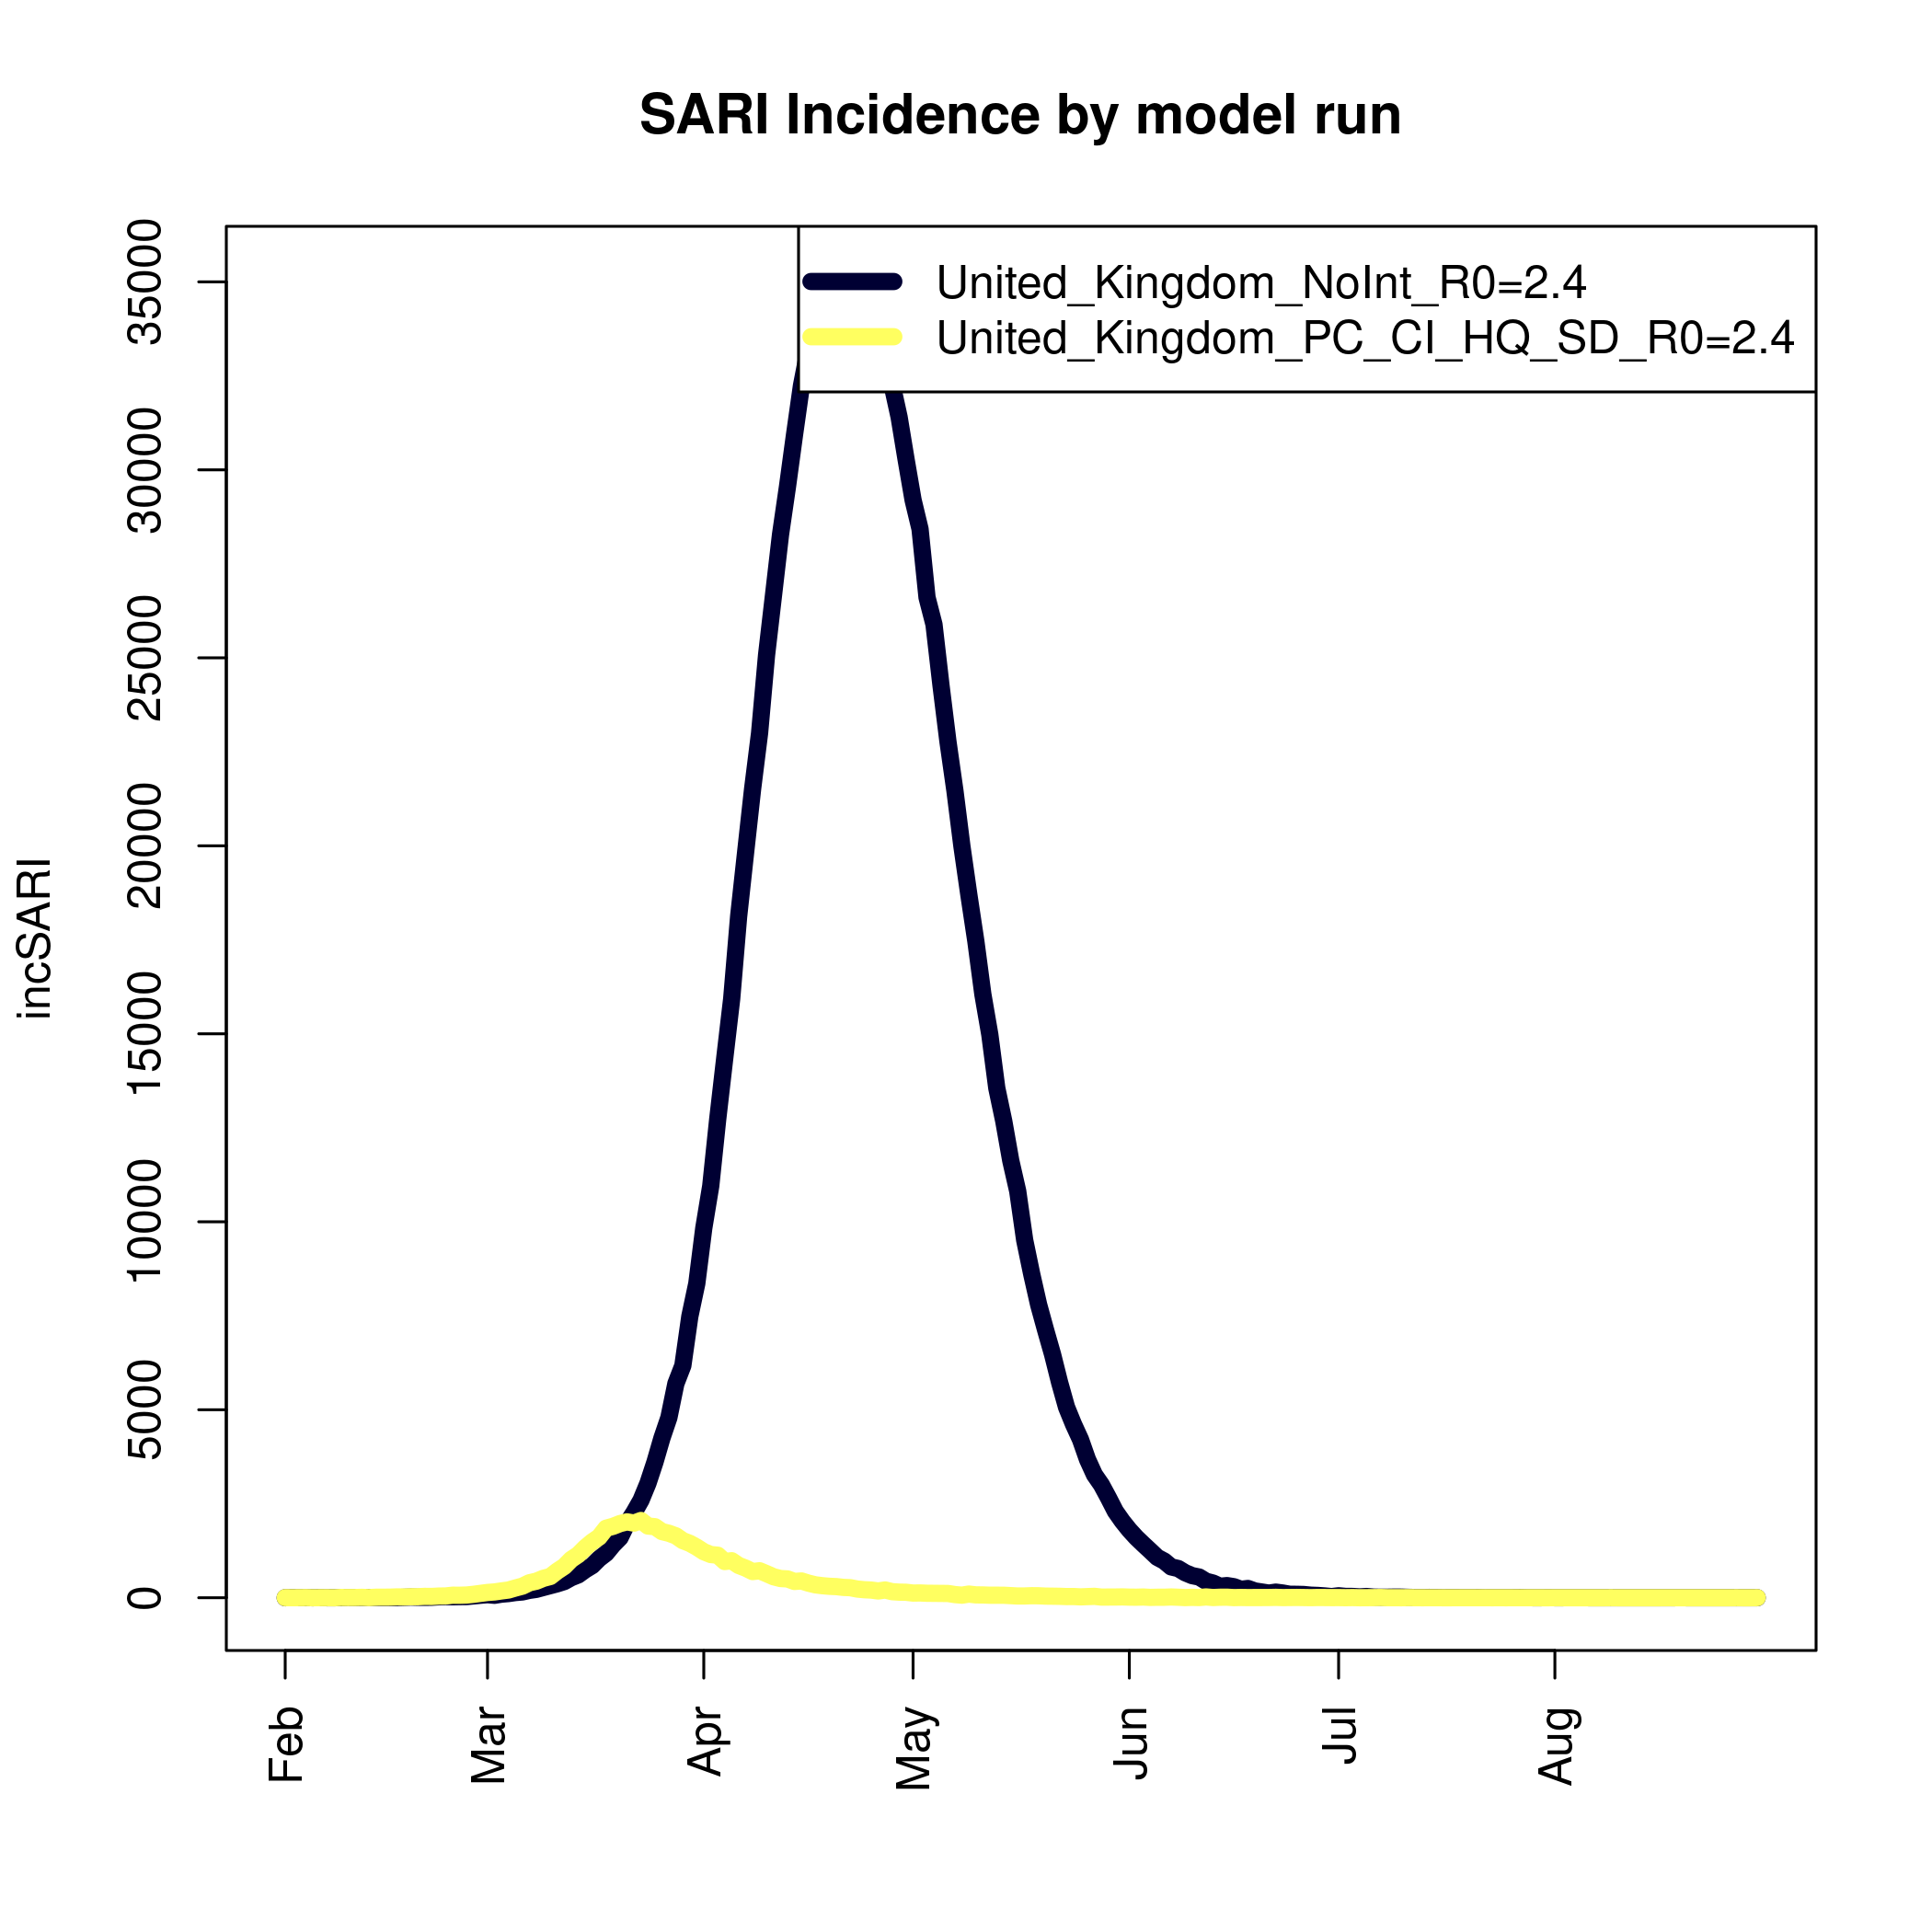 SARI Incidence by model run
United_Kingdom_NoInt_R0=2.4
United_Kingdom_PC_CI_HQ_SD_R0=2.4
incSARI
35000
30000
25000
20000
15000
10000
5000
0
Feb
Mar
Apr
May
Jun
Jul
Aug